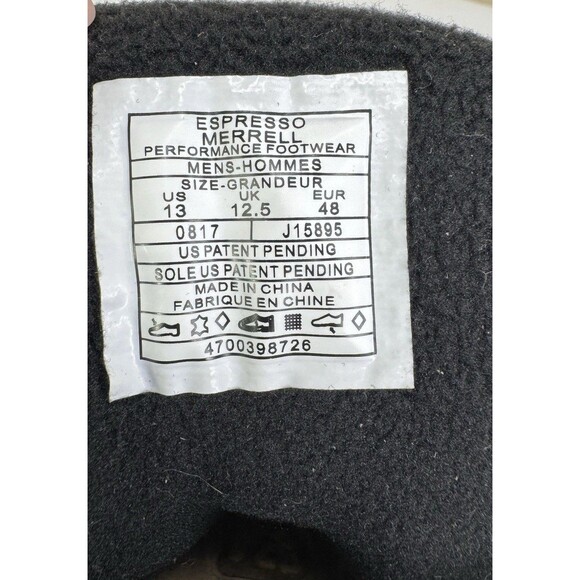 ESPRESSO
MERRELL
PERFORMANCE FOOTWEAR
MENS-HOMMES
SIZE-GRANDEUR
US UK EUR
13 12.5 48
0817 J15895
US PATENT PENDING
SOLE US PATENT PENDING
MADE IN CHINA
FABRIQUE EN CHINE
4700398726